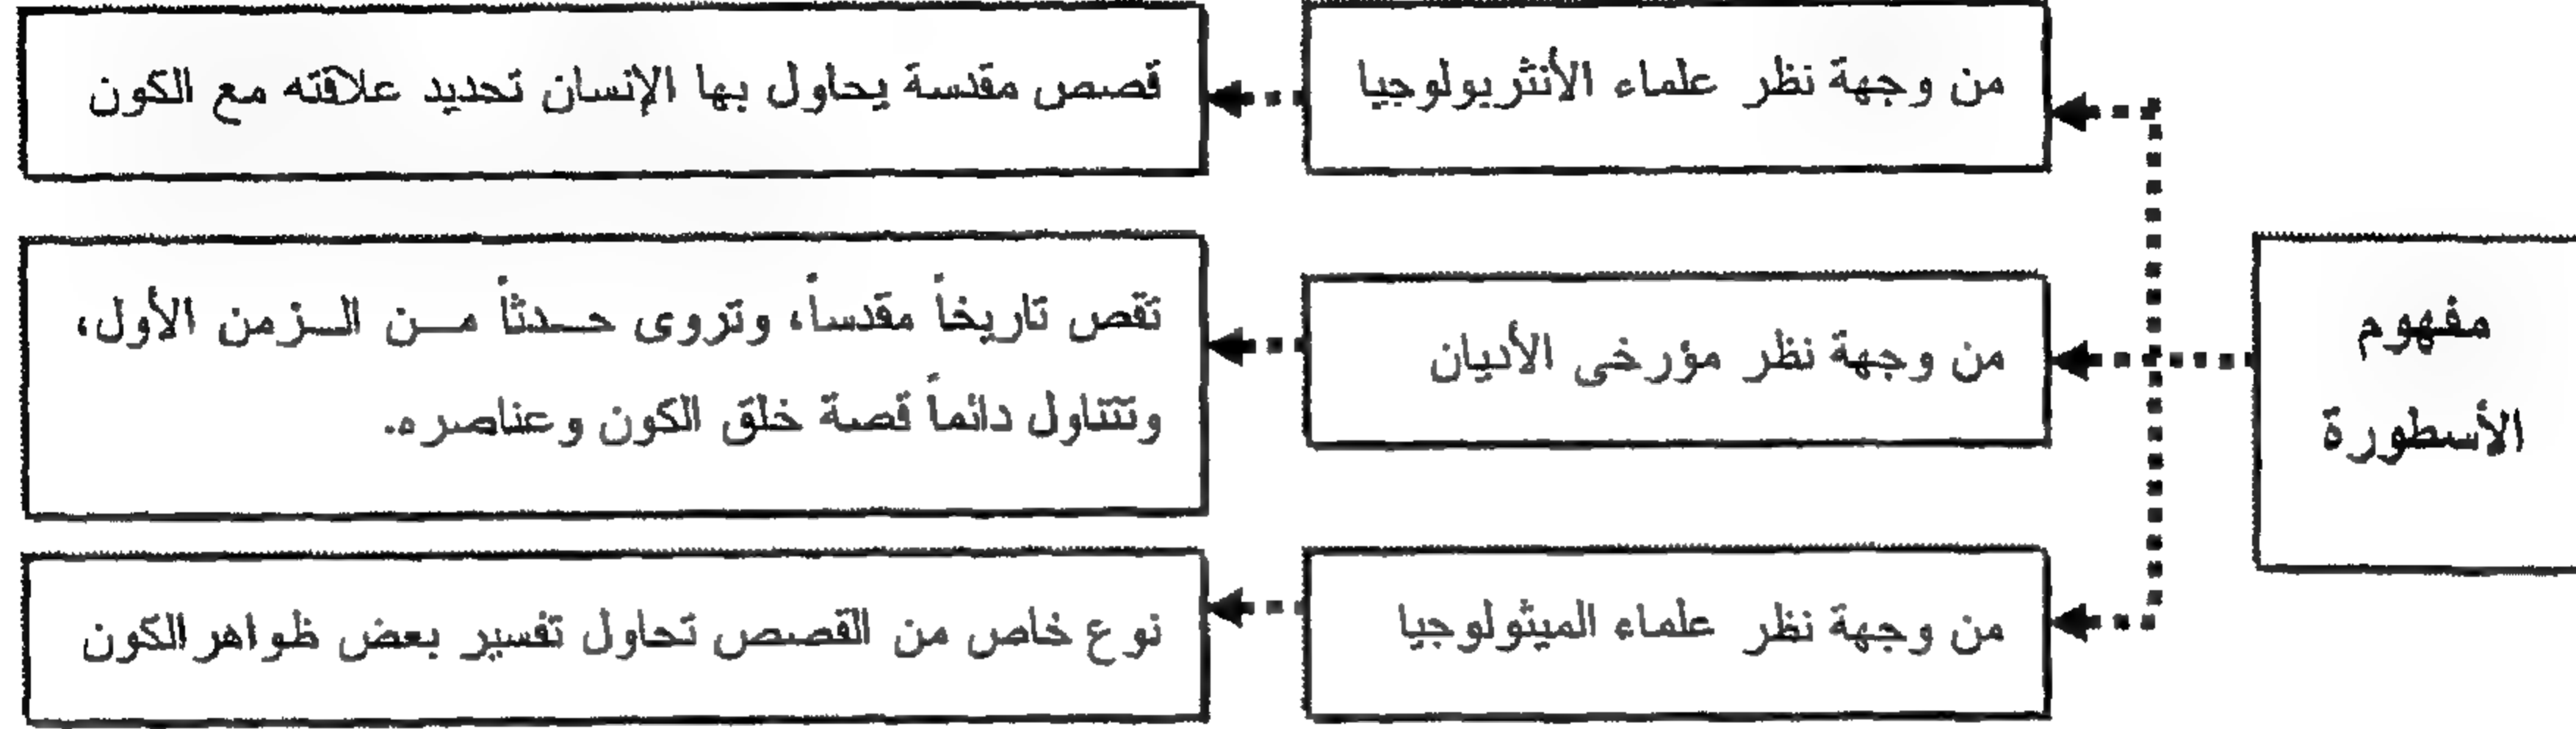 مفهوم
الأسطورة
من وجهة نظر علماء الأنثربولوجيا
قصص مقدسة يحاول بها الإنسان تحديد علاقته مع الكون
من وجهة نظر مؤرخى الأديان
تقص تاريخاً مقدساً، وتروى حدثاً من الزمن الأول،
وتتناول دائماً قصة خلق الكون وعناصره.
من وجهة نظر علماء الميثولوجيا
نوع خاص من القصص تحاول تفسير بعض ظواهر الكون